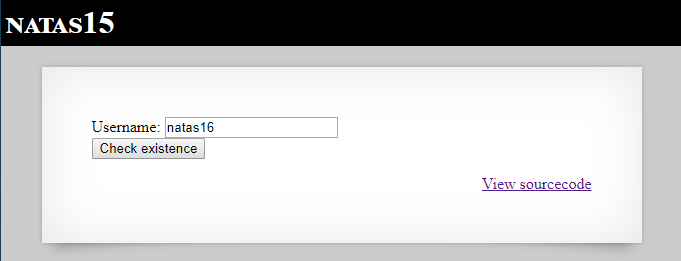 NATAS15
Username: natas16
Check existence
View sourcecode